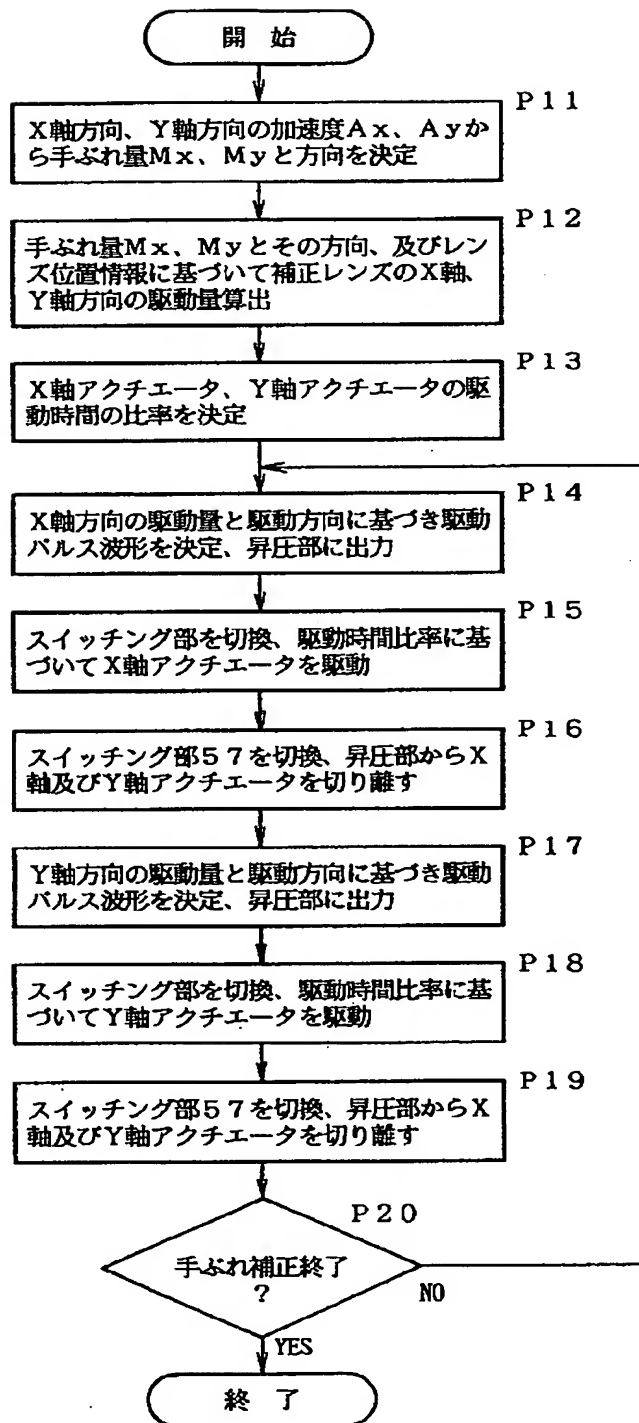 開 始
P11
X軸方向、Y軸方向の加速度Ax、Ayか
ら手ぶれ量Mx、Myと方向を決定
P12
手ぶれ量Mx、Myとその方向、及びレン
ズ位置情報に基づいて補正レンズのX軸、
Y軸方向の駆動量算出
P13
X軸アクチエータ、Y軸アクチエータの駆
動時間の比率を決定
P14
X軸方向の駆動量と駆動方向に基づき駆動
パルス波形を決定、昇圧部に出力
P15
スイッチング部を切換、駆動時間比率に基
づいてX軸アクチエータを駆動
P16
スイッチング部57を切換、昇圧部からX
軸及びY軸アクチエータを切り離す
P17
Y軸方向の駆動量と駆動方向に基づき駆動
パルス波形を決定、昇圧部に出力
P18
スイッチング部を切換、駆動時間比率に基
づいてY軸アクチエータを駆動
P19
スイッチング部57を切換、昇圧部からX
軸及びY軸アクチエータを切り離す
P20
手ぶれ補正終了
?
NO
YES
終 了